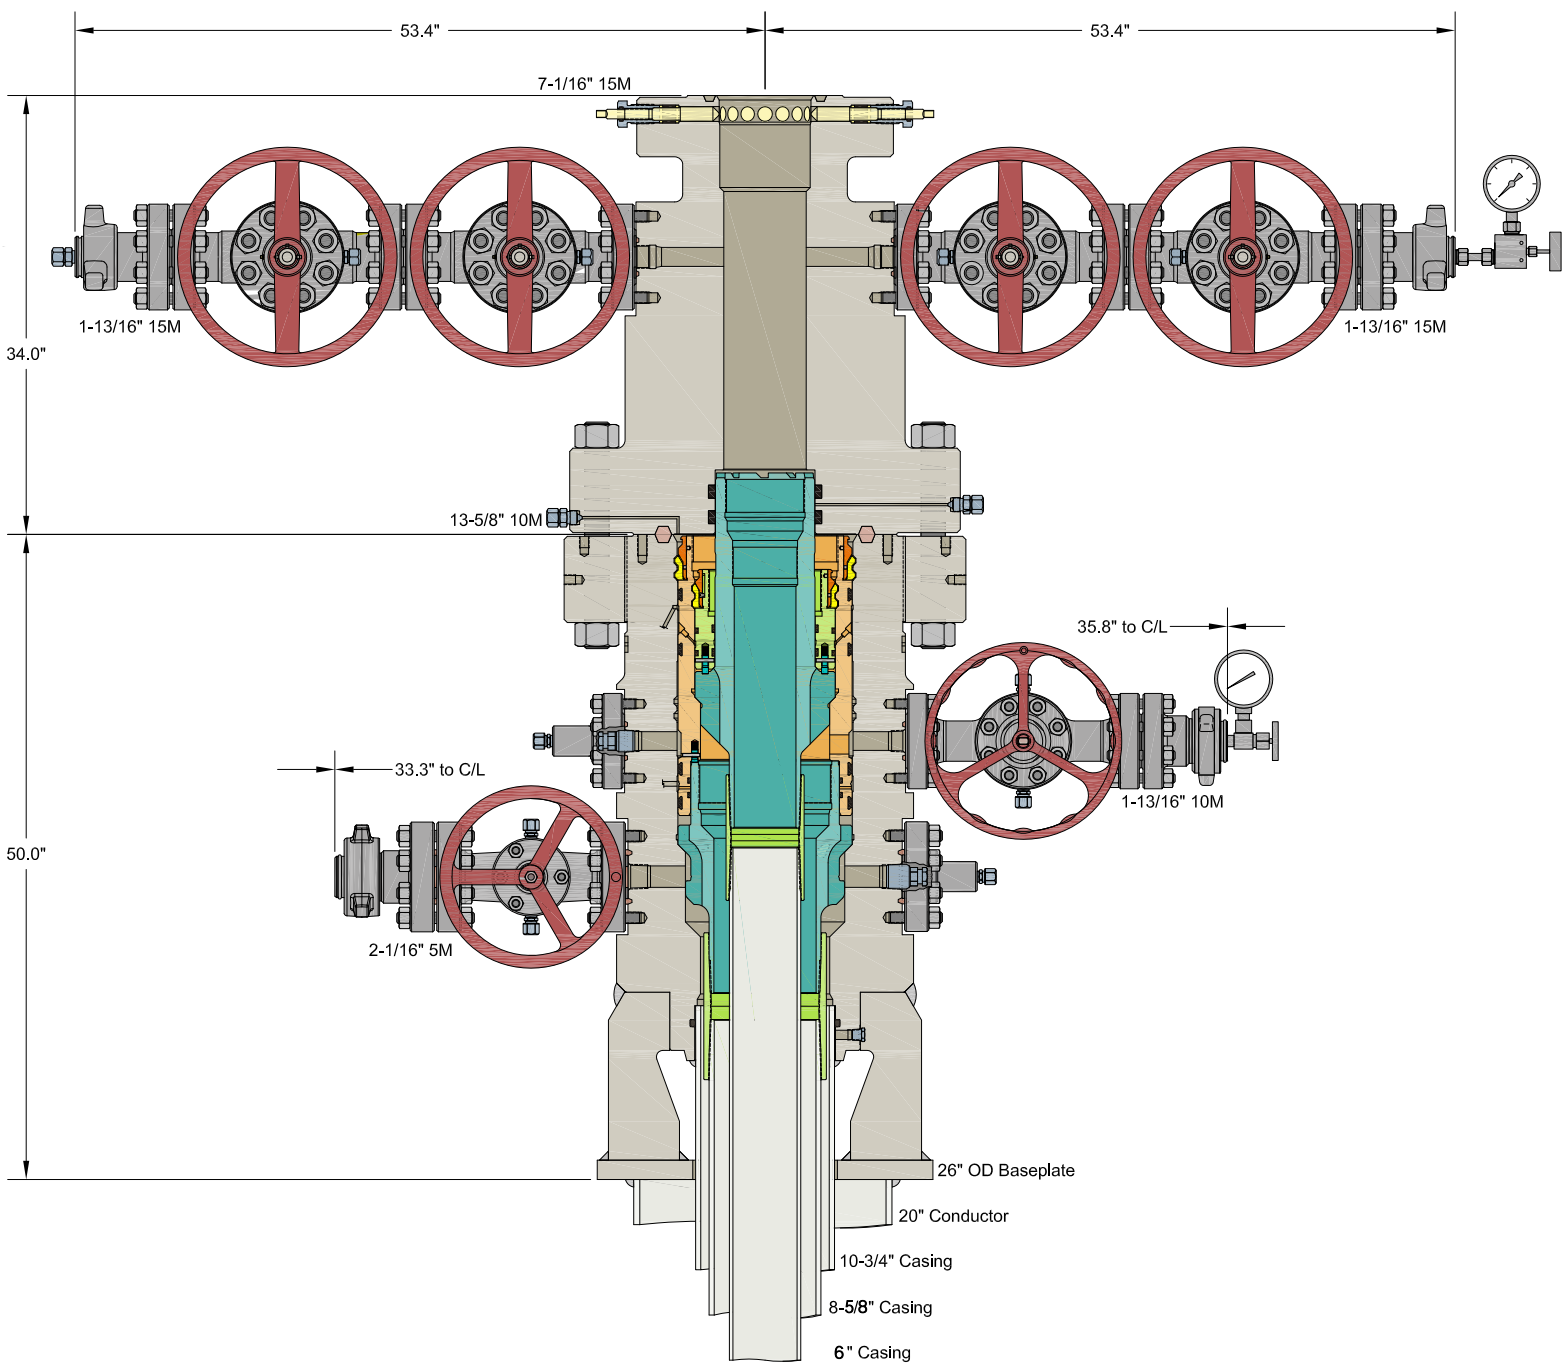 53.4"
53.4"
7-1/16" 15M
1-13/16" 15M
1-13/16" 15M
34.0"
13-5/8" 10M
35.8" to C/L
33.3" to C/L
1-13/16" 10M
50.0"
2-1/16" 5M
26" OD Baseplate
20" Conductor
10-3/4" Casing
8-5/8" Casing
6" Casing